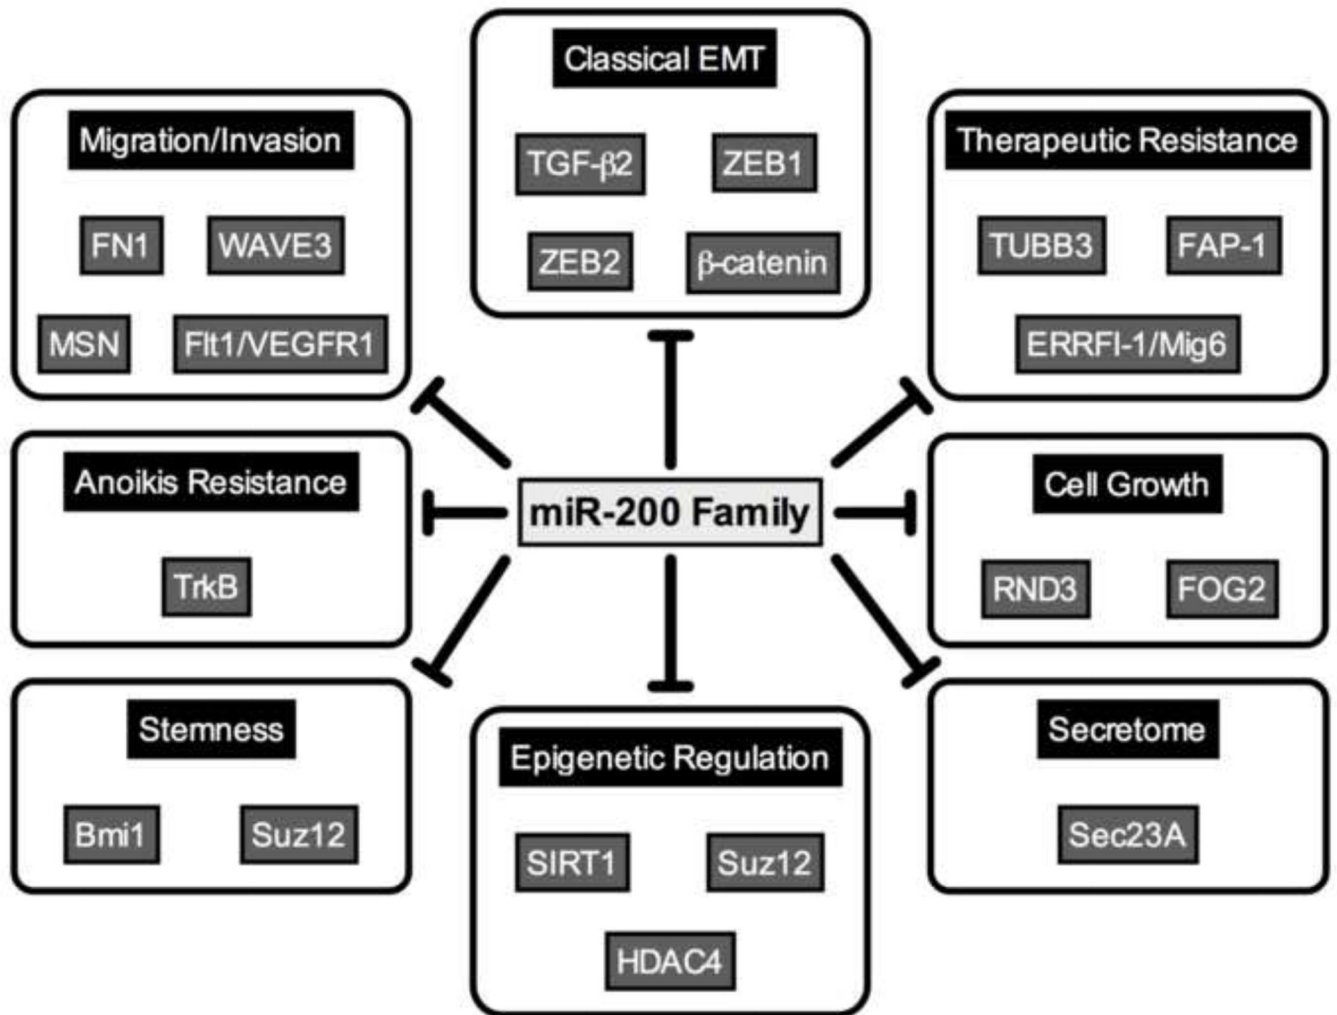 Classical EMT
TGF-β2
ZEB1
ZEB2
β-catenin
Migration/Invasion
FN1
WAVE3
MSN
Flt1/VEGFR1
Therapeutic Resistance
TUBB3
FAP-1
ERRFI-1/Mig6
Anoikis Resistance
TrkB
miR-200 Family
Cell Growth
RND3
FOG2
Stemness
Bmi1
Suz12
Epigenetic Regulation
SIRT1
Suz12
HDAC4
Secretome
Sec23A